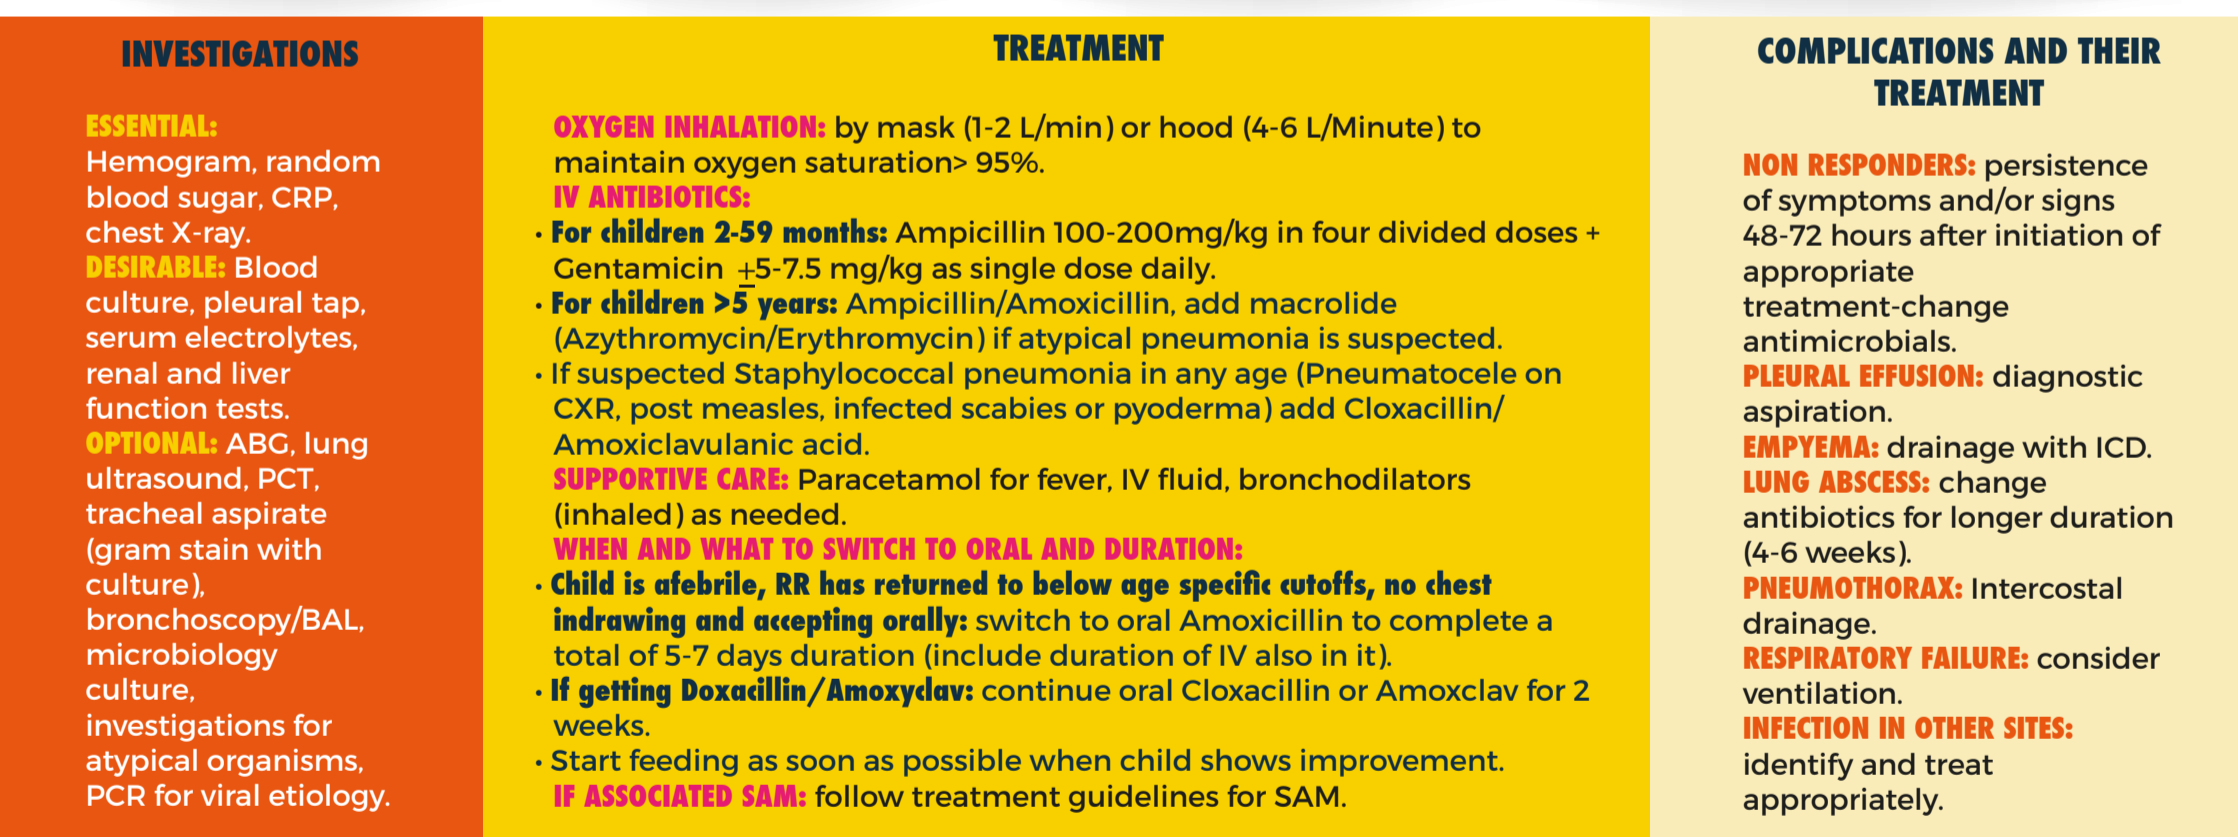 INVESTIGATIONS
ESSENTIAL:
Hemogram, random
blood sugar, CRP,
chest X-ray.
DESIRABLE: Blood
culture, pleural tap,
serum electrolytes,
renal and liver
function tests.
OPTIONAL: ABG, lung
ultrasound, PCT,
tracheal aspirate
(gram stain with
culture),
bronchoscopy/BAL,
microbiology
culture,
investigations for
atypical organisms,
PCR for viral etiology.
TREATMENT
OXYGEN INHALATION: by mask (1-2 L/min) or hood (4-6 L/Minute) to
maintain oxygen saturation> 95%.
IV ANTIBIOTICS:
• For children 2-59 months: Ampicillin 100-200mg/kg in four divided doses +
Gentamicin +5-7.5 mg/kg as single dose daily.
• For children >5 years: Ampicillin/Amoxicillin, add macrolide
(Azythromycin/Erythromycin) if atypical pneumonia is suspected.
• If suspected Staphylococcal pneumonia in any age (Pneumatocele on
CXR, post measles, infected scabies or pyoderma) add Cloxacillin/
Amoxiclavulanic acid.
SUPPORTIVE CARE: Paracetamol for fever, IV fluid, bronchodilators
(inhaled) as needed.
WHEN AND WHAT TO SWITCH TO ORAL AND DURATION:
• Child is afebrile, RR has returned to below age specific cutoffs, no chest
indrawing and accepting orally: switch to oral Amoxicillin to complete a
total of 5-7 days duration (include duration of IV also in it).
• If getting Doxacillin/Amoxyclav: continue oral Cloxacillin or Amoxclav for 2
weeks.
• Start feeding as soon as possible when child shows improvement.
IF ASSOCIATED SAM: follow treatment guidelines for SAM.
COMPLICATIONS AND THEIR
TREATMENT
NON RESPONDERS: persistence
of symptoms and/or signs
48-72 hours after initiation of
appropriate
treatment-change
antimicrobials.
PLEURAL EFFUSION: diagnostic
aspiration.
EMPYEMA: drainage with ICD.
LUNG ABSCESS: change
antibiotics for longer duration
(4-6 weeks).
PNEUMOTHORAX: Intercostal
drainage.
RESPIRATORY FAILURE: consider
ventilation.
INFECTION IN OTHER SITES:
identify and treat
appropriately.